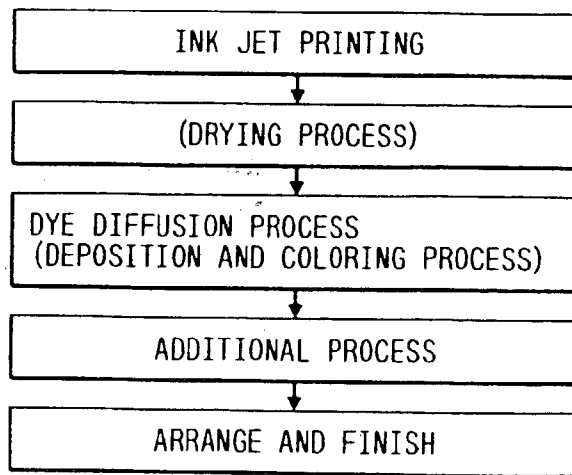 INK JET PRINTING
(DRYING PROCESS)
DYE DIFFUSION PROCESS
(DEPOSITION AND COLORING PROCESS)
ADDITIONAL PROCESS
ARRANGE AND FINISH